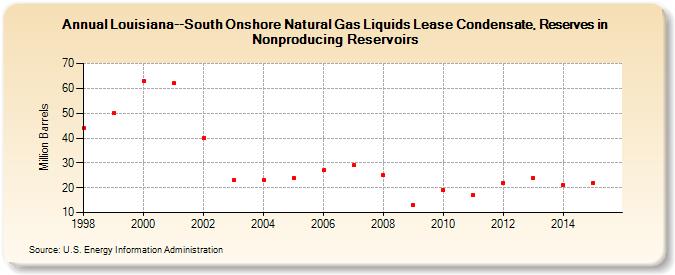 Annual Louisiana--South Onshore Natural Gas Liquids Lease Condensate, Reserves in
Nonproducing Reservoirs
Million Barrels
70
60
50
40
30
20
10
1998 2000 2002 2004 2006 2008 2010 2012 2014
Source: U.S. Energy Information Administration